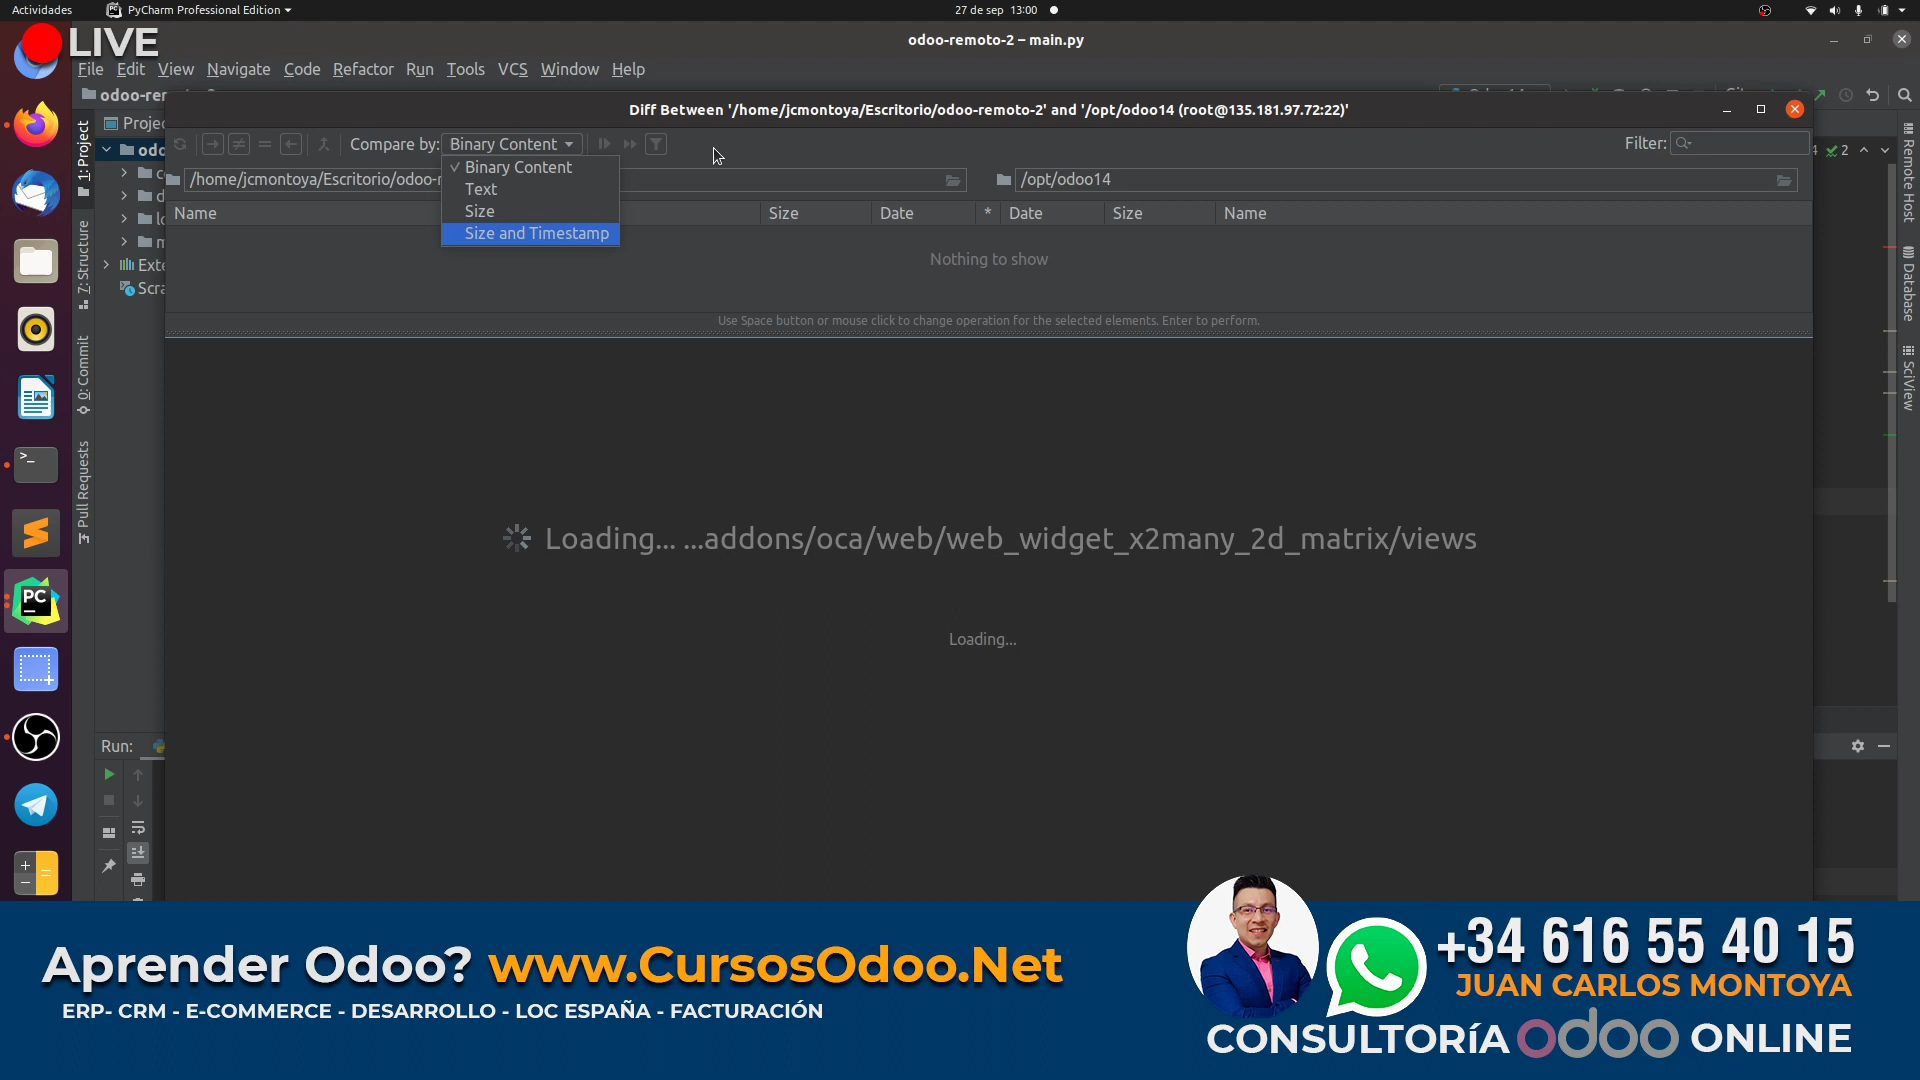 Actividades
PyCharm Professional Edition
27 de sep 13:00
LIVE
odoo-remoto-2 – main.py
File Edit View Navigate Code Refactor Run Tools VCS Window Help
Diff Between '/home/jcmontoya/Escritorio/odoo-remoto-2' and '/opt/odoo14 (root@135.181.97.72:22)'
Compare by: Binary Content
Filter:
Binary Content
Text
Size
Size and Timestamp
/opt/odoo14
Name Size Date * Date Size Name
Nothing to show
Use Space button or mouse click to change operation for the selected elements. Enter to perform.
Loading... ...addons/oca/web/web_widget_x2many_2d_matrix/views
Loading...
1: Project
7: Structure
0: Commit
Pull Requests
Remote Host
Database
SciView
2
PC
Run:
Aprender Odoo? www.CursosOdoo.Net
ERP- CRM - E-COMMERCE - DESARROLLO - LOC ESPAÑA - FACTURACIÓN
+34 616 55 40 15
JUAN CARLOS MONTOYA
CONSULTORíA odoo ONLINE